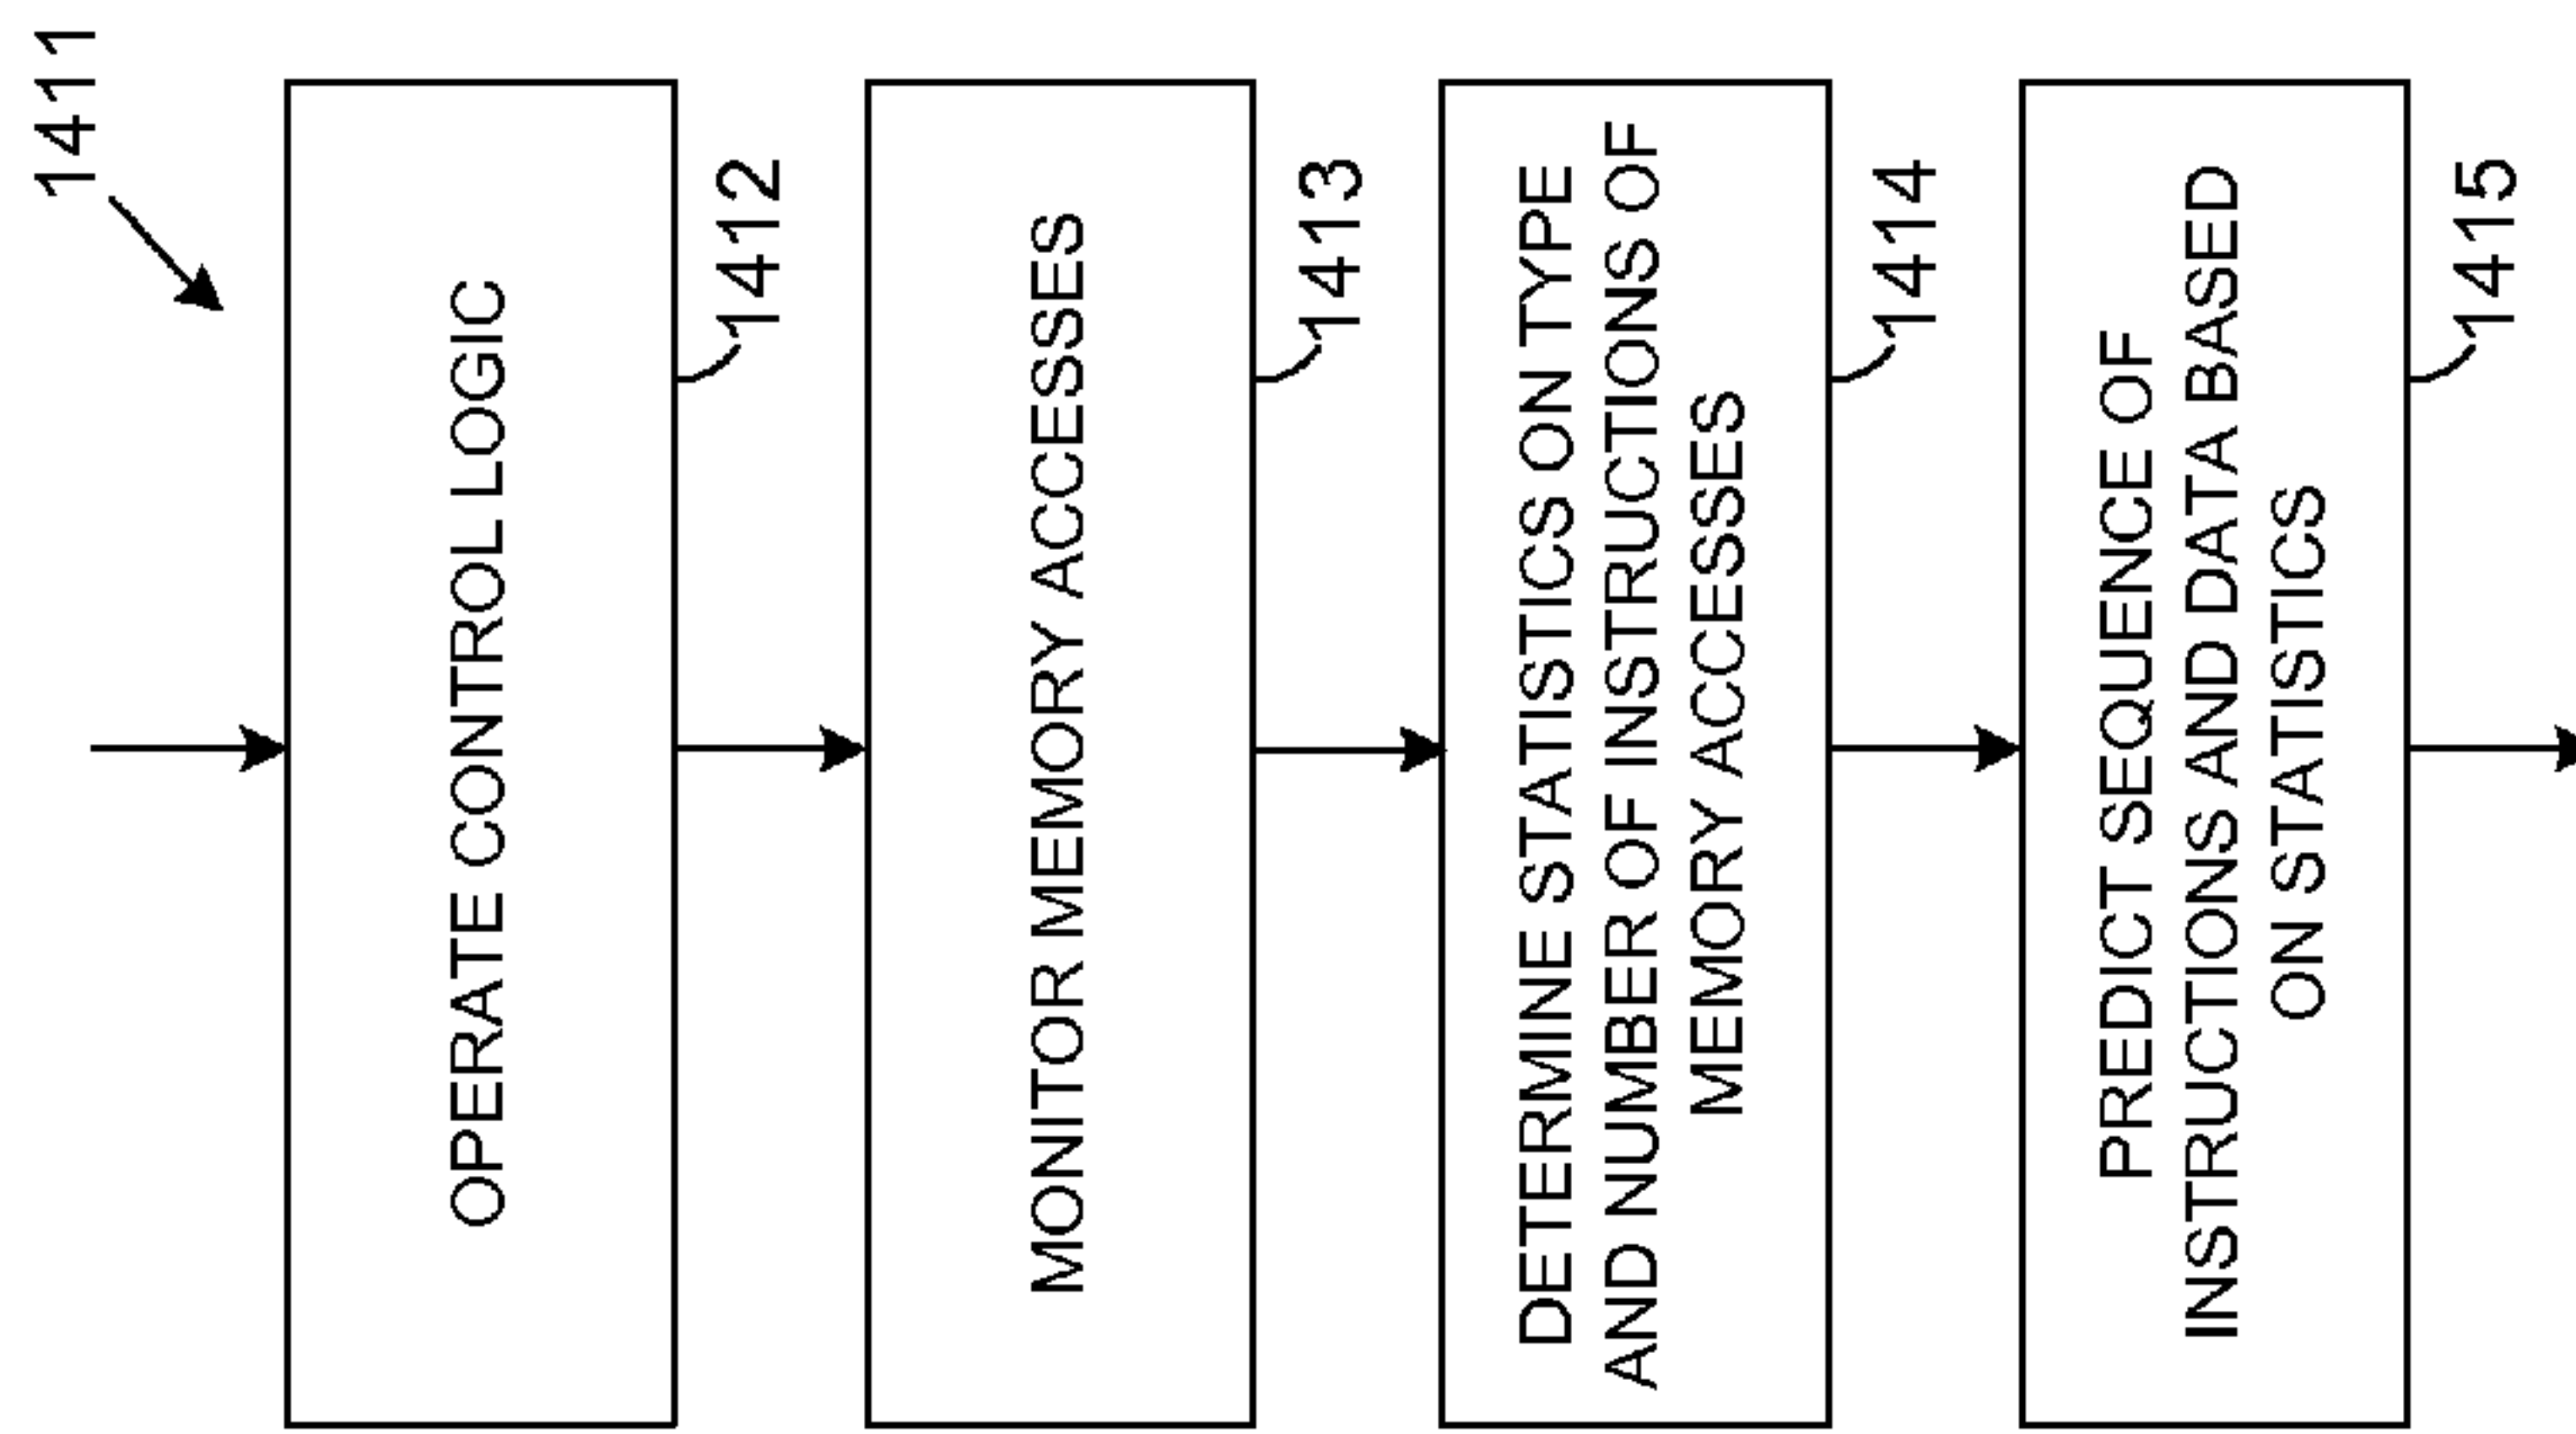 1411
OPERATE CONTROL LOGIC
1412
MONITOR MEMORY ACCESSES
1413
DETERMINE STATISTICS ON TYPE
AND NUMBER OF INSTRUCTIONS OF
MEMORY ACCESSES
1414
PREDICT SEQUENCE OF
INSTRUCTIONS AND DATA BASED
ON STATISTICS
1415